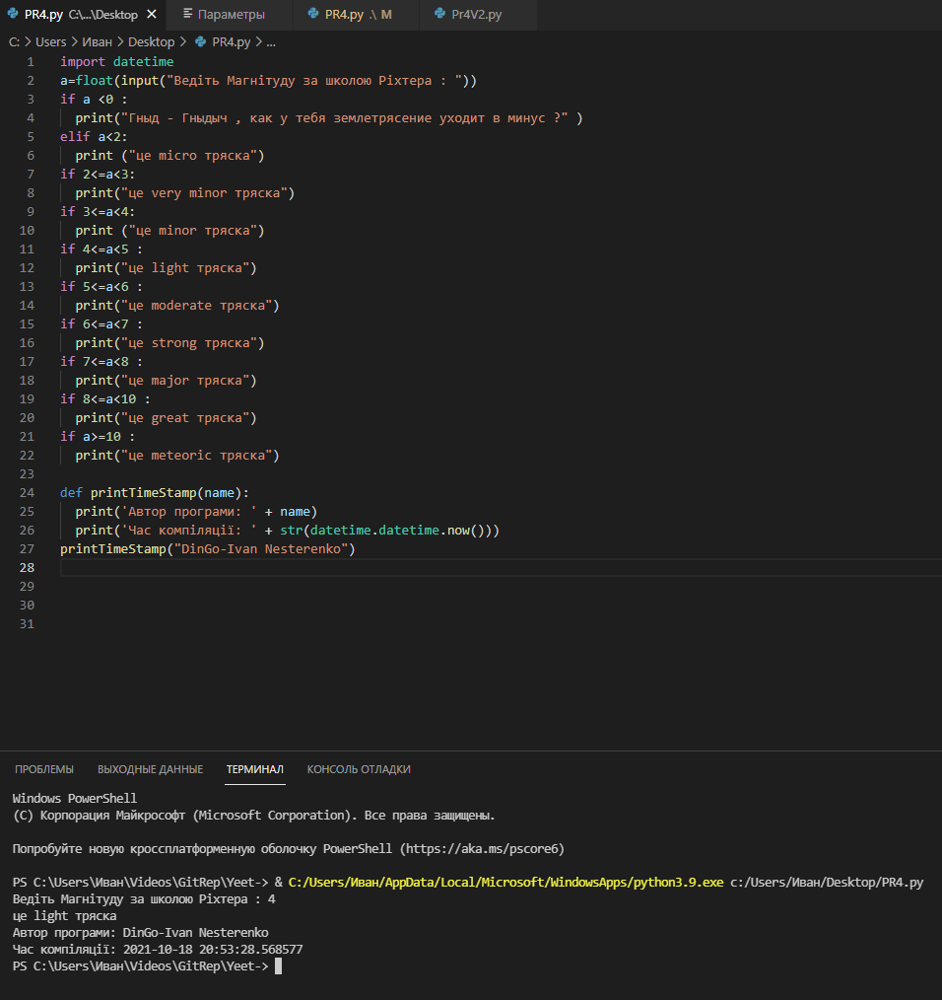 PR4.py C:\...\Desktop Параметры PR4.py .\ M Pr4V2.py
C: > Users > Иван > Desktop > PR4.py > ...
1 import datetime
2 a=float(input("Ведіть Магнітуду за школою Ріхтера : "))
3 if a <0 :
4 print("Гныд - Гныдыч , как у тебя землетрясение уходит в минус ?" )
5 elif a<2:
6 print ("це micro тряска")
7 if 2<=a<3:
8 print("це very minor тряска")
9 if 3<=a<4:
10 print ("це minor тряска")
11 if 4<=a<5 :
12 print("це light тряска")
13 if 5<=a<6 :
14 print("це moderate тряска")
15 if 6<=a<7 :
16 print("це strong тряска")
17 if 7<=a<8 :
18 print("це major тряска")
19 if 8<=a<10 :
20 print("це great тряска")
21 if a>=10 :
22 print("це meteoric тряска")
23
24 def printTimeStamp(name):
25 print('Автор програми: ' + name)
26 print('Час компіляції: ' + str(datetime.datetime.now()))
27 printTimeStamp("DinGo-Ivan Nesterenko")
28
29
30
31
ПРОБЛЕМЫ ВЫХОДНЫЕ ДАННЫЕ ТЕРМИНАЛ КОНСОЛЬ ОТЛАДКИ
Windows PowerShell
(C) Корпорация Майкрософт (Microsoft Corporation). Все права защищены.
Попробуйте новую кроссплатформенную оболочку PowerShell (https://aka.ms/pscore6)
PS C:\Users\Иван\Videos\GitRep\Yeet-> & C:/Users/Иван/AppData/Local/Microsoft/WindowsApps/python3.9.exe c:/Users/Иван/Desktop/PR4.py
Ведіть Магнітуду за школою Ріхтера : 4
це light тряска
Автор програми: DinGo-Ivan Nesterenko
Час компіляції: 2021-10-18 20:53:28.568577
PS C:\Users\Иван\Videos\GitRep\Yeet->